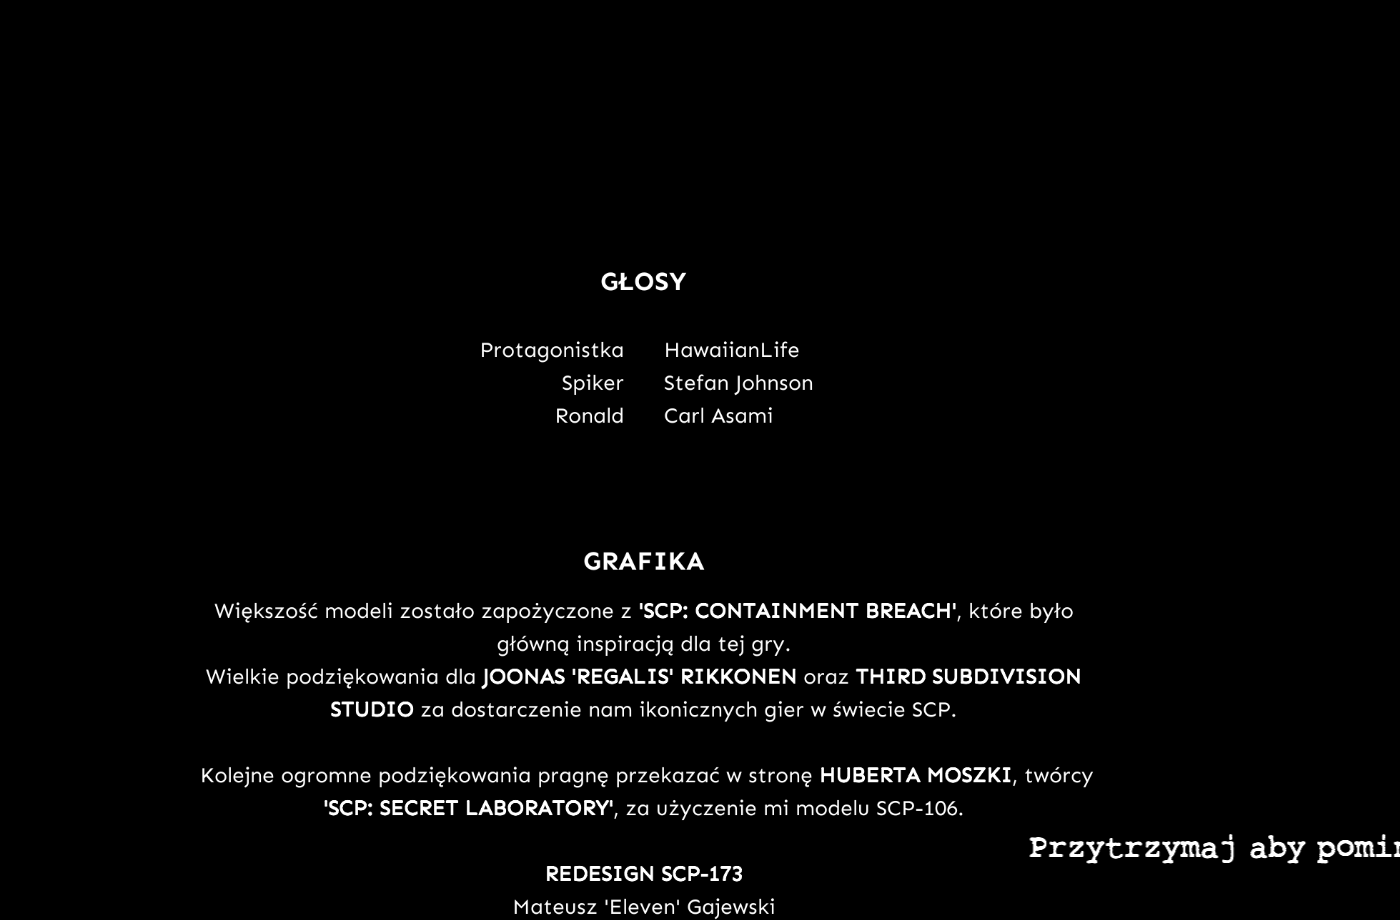 GŁOSY
Protagonistka HawaiianLife
Spiker Stefan Johnson
Ronald Carl Asami
GRAFIKA
Większość modeli zostało zapożyczone z 'SCP: CONTAINMENT BREACH', które było
główną inspiracją dla tej gry.
Wielkie podziękowania dla JOONAS 'REGALIS' RIKKONEN oraz THIRD SUBDIVISION
STUDIO za dostarczenie nam ikonicznych gier w świecie SCP.
Kolejne ogromne podziękowania pragnę przekazać w stronę HUBERTA MOSZKI, twórcy
'SCP: SECRET LABORATORY', za użyczenie mi modelu SCP-106.
Przytrzymaj aby
REDESIGN SCP-173
Mateusz 'Eleven' Gajewski